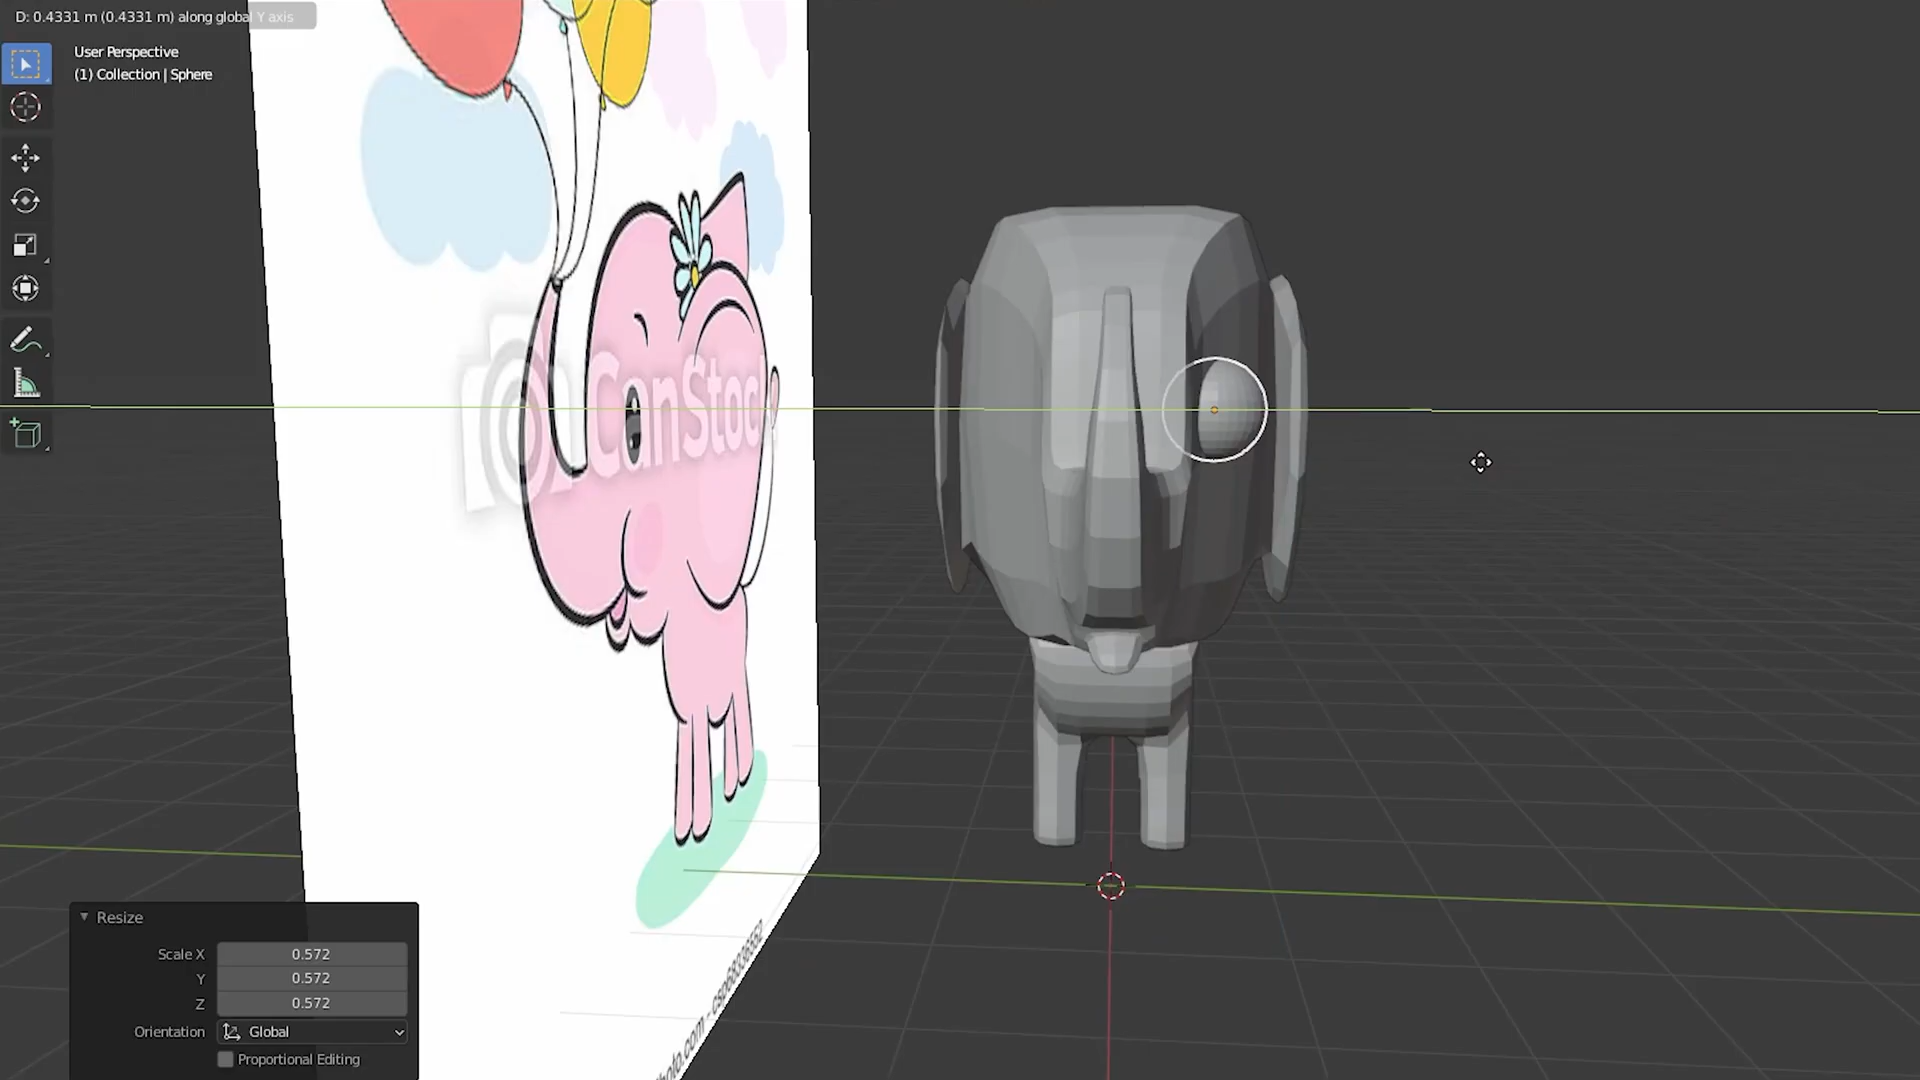 D: 0.4331 m (0.4331 m) along global Y axis
User Perspective
(1) Collection | Sphere
CanStock
Resize
Scale X 0.572
Y 0.572
Z 0.572
Orientation Global
Proportional Editing